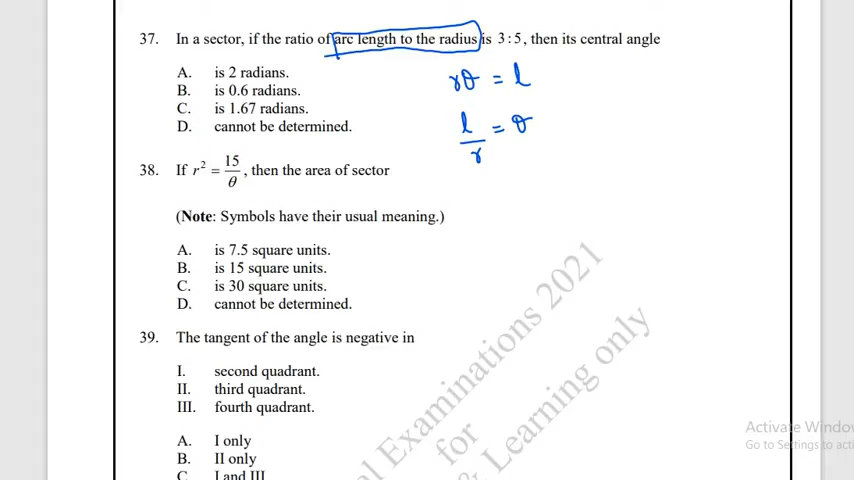 37. In a sector, if the ratio of arc length to the radius is 3 : 5, then its central angle
A. is 2 radians.
B. is 0.6 radians.
C. is 1.67 radians.
D. cannot be determined.
rθ = l
l/r = θ
38. If r² = 15/θ, then the area of sector
(Note: Symbols have their usual meaning.)
A. is 7.5 square units.
B. is 15 square units.
C. is 30 square units.
D. cannot be determined.
39. The tangent of the angle is negative in
I. second quadrant.
II. third quadrant.
III. fourth quadrant.
A. I only
B. II only
C. I and III
al Examinations 2021
for
& Learning only
Activate Windo
Go to Settings to acti